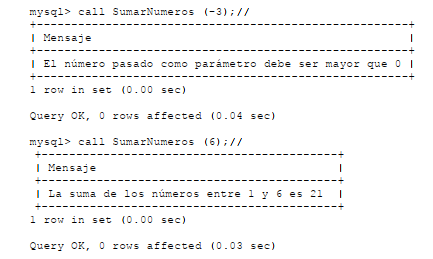 mysql> call SumarNumeros (-3);//
+-------------------------------------------------------+
| Mensaje |
+-------------------------------------------------------+
| El número pasado como parámetro debe ser mayor que 0 |
+-------------------------------------------------------+
1 row in set (0.00 sec)
Query OK, 0 rows affected (0.04 sec)
mysql> call SumarNumeros (6);//
+--------------------------------------------+
| Mensaje |
+--------------------------------------------+
| La suma de los números entre 1 y 6 es 21 |
+--------------------------------------------+
1 row in set (0.00 sec)
Query OK, 0 rows affected (0.03 sec)